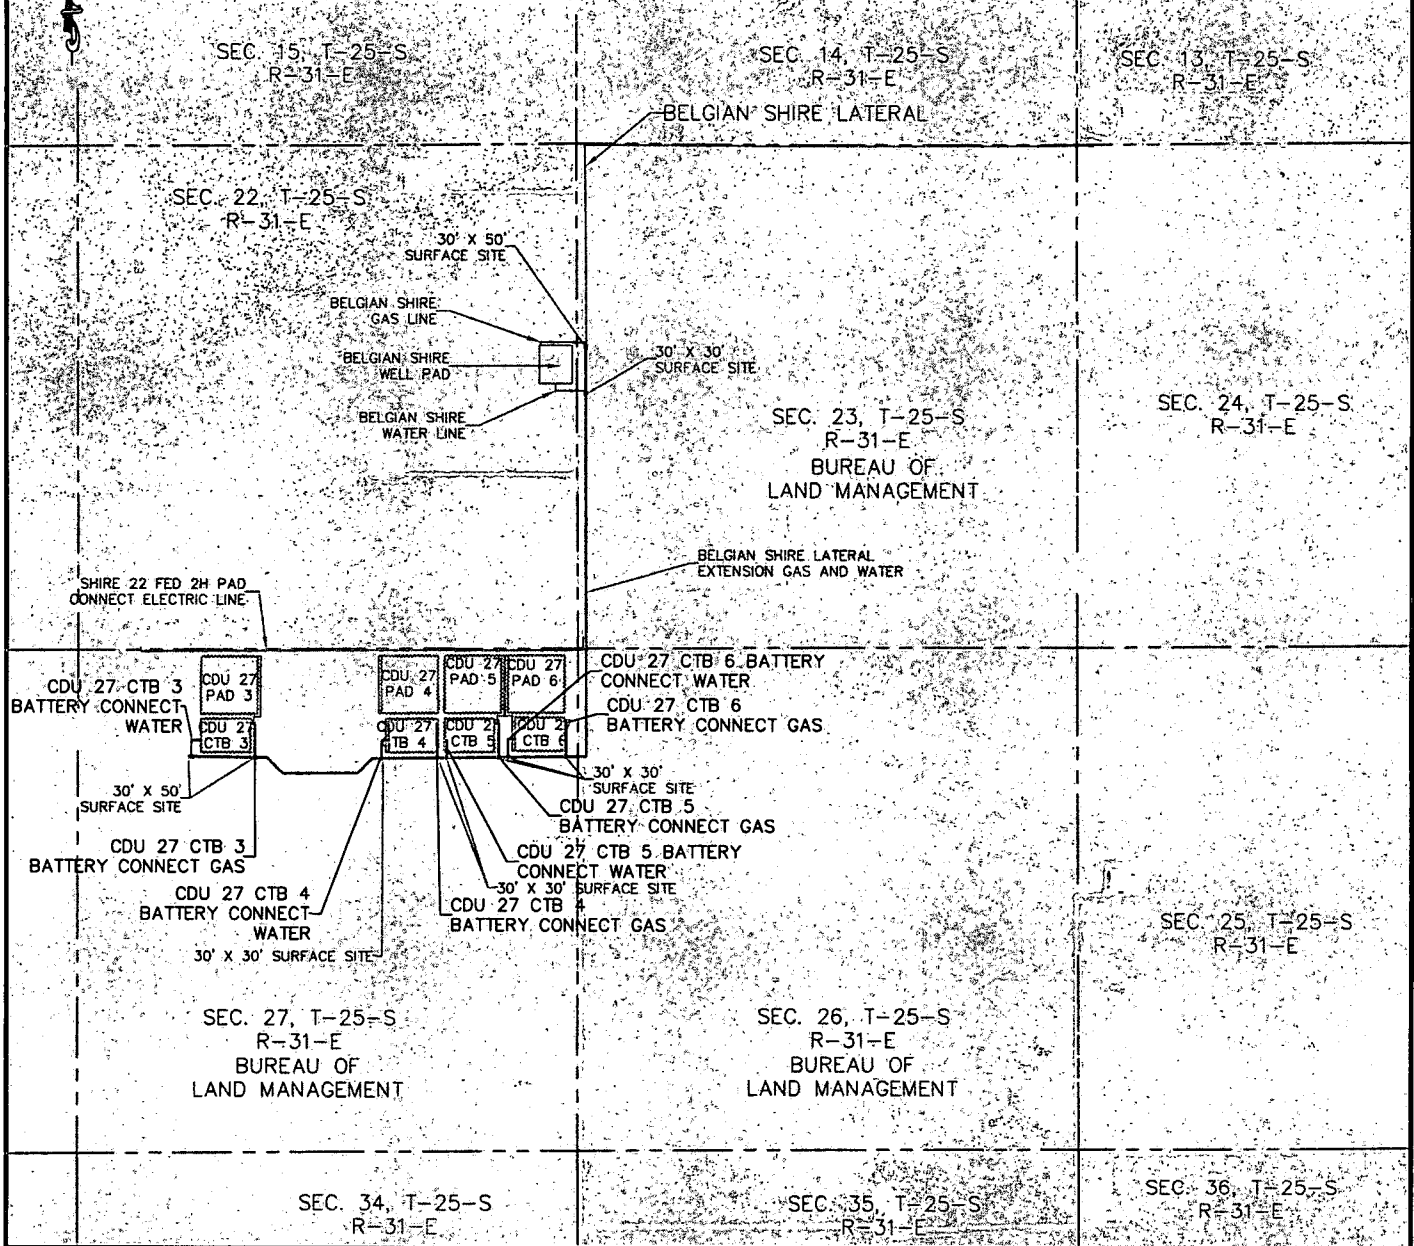 SEC. 15, T-25-S
R-31-E
SEC. 14, T-25-S
R-31-E
SEC. 13, T-25-S
R-31-E
BELGIAN SHIRE LATERAL
SEC. 22, T-25-S
R-31-E
30' X 50'
SURFACE SITE
BELGIAN SHIRE
GAS LINE
BELGIAN SHIRE
WELL PAD
BELGIAN SHIRE
WATER LINE
30' X 30'
SURFACE SITE
SEC. 23, T-25-S
R-31-E
BUREAU OF
LAND MANAGEMENT
SEC. 24, T-25-S
R-31-E
BELGIAN SHIRE LATERAL
EXTENSION GAS AND WATER
SHIRE 22 FED 2H PAD
CONNECT ELECTRIC LINE
CDU 27
PAD 3
CDU 27
PAD 4
CDU 27
PAD 5
CDU 27
PAD 6
CDU 27 CTB 6 BATTERY
CONNECT WATER
CDU 27 CTB 3
BATTERY CONNECT
WATER
CDU 27 CTB 6
BATTERY CONNECT GAS
CDU 27
CTB 3
CDU 27
TB 4
CDU 2
CTB 5
CDU 2
CTB 6
30' X 50'
SURFACE SITE
30' X 30'
SURFACE SITE
CDU 27 CTB 5
BATTERY CONNECT GAS
CDU 27 CTB 3
BATTERY CONNECT GAS
CDU 27 CTB 5 BATTERY
CONNECT WATER
30' X 30' SURFACE SITE
CDU 27 CTB 4
BATTERY CONNECT
WATER
CDU 27 CTB 4
BATTERY CONNECT GAS
30' X 30' SURFACE SITE
SEC. 25, T-25-S
R-31-E
SEC. 27, T-25-S
R-31-E
BUREAU OF
LAND MANAGEMENT
SEC. 26, T-25-S
R-31-E
BUREAU OF
LAND MANAGEMENT
SEC. 34, T-25-S
R-31-E
SEC. 35, T-25-S
R-31-E
SEC. 36, T-25-S
R-31-E